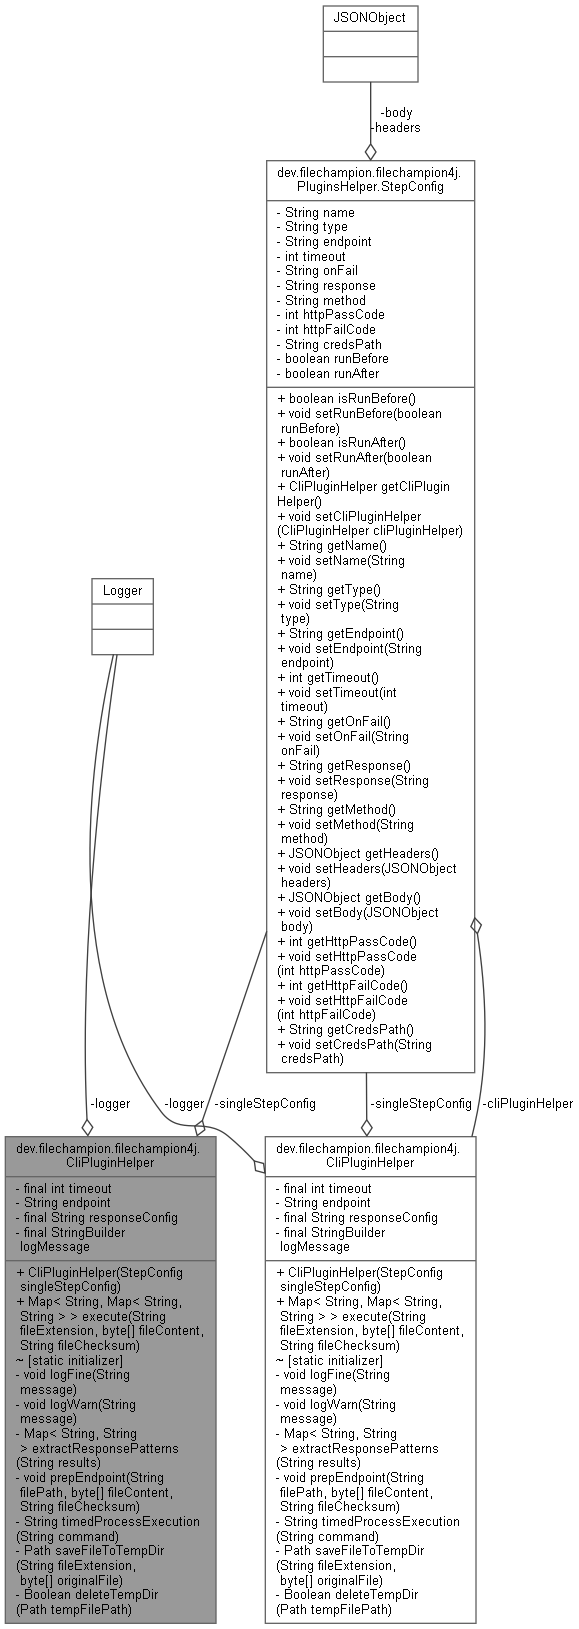 JSONObject
-body
-headers
dev.filechampion.filechampion4j.
PluginsHelper.StepConfig
- String name
- String type
- String endpoint
- int timeout
- String onFail
- String response
- String method
- int httpPassCode
- int httpFailCode
- String credsPath
- boolean runBefore
- boolean runAfter
+ boolean isRunBefore()
+ void setRunBefore(boolean
runBefore)
+ boolean isRunAfter()
+ void setRunAfter(boolean
runAfter)
+ CliPluginHelper getCliPlugin
Helper()
+ void setCliPluginHelper
(CliPluginHelper cliPluginHelper)
+ String getName()
+ void setName(String
name)
+ String getType()
+ void setType(String
type)
+ String getEndpoint()
+ void setEndpoint(String
endpoint)
+ int getTimeout()
+ void setTimeout(int
timeout)
+ String getOnFail()
+ void setOnFail(String
onFail)
+ String getResponse()
+ void setResponse(String
response)
+ String getMethod()
+ void setMethod(String
method)
+ JSONObject getHeaders()
+ void setHeaders(JSONObject
headers)
+ JSONObject getBody()
+ void setBody(JSONObject
body)
+ int getHttpPassCode()
+ void setHttpPassCode
(int httpPassCode)
+ int getHttpFailCode()
+ void setHttpFailCode
(int httpFailCode)
+ String getCredsPath()
+ void setCredsPath(String
credsPath)
Logger
-logger
-logger
-singleStepConfig
-singleStepConfig
-cliPluginHelper
dev.filechampion.filechampion4j.
CliPluginHelper
- final int timeout
- String endpoint
- final String responseConfig
- final StringBuilder
logMessage
+ CliPluginHelper(StepConfig
singleStepConfig)
+ Map< String, Map< String,
String > > execute(String
fileExtension, byte[] fileContent,
String fileChecksum)
~ [static initializer]
- void logFine(String
message)
- void logWarn(String
message)
- Map< String, String
> extractResponsePatterns
(String results)
- void prepEndpoint(String
filePath, byte[] fileContent,
String fileChecksum)
- String timedProcessExecution
(String command)
- Path saveFileToTempDir
(String fileExtension,
byte[] originalFile)
- Boolean deleteTempDir
(Path tempFilePath)
dev.filechampion.filechampion4j.
CliPluginHelper
- final int timeout
- String endpoint
- final String responseConfig
- final StringBuilder
logMessage
+ CliPluginHelper(StepConfig
singleStepConfig)
+ Map< String, Map< String,
String > > execute(String
fileExtension, byte[] fileContent,
String fileChecksum)
~ [static initializer]
- void logFine(String
message)
- void logWarn(String
message)
- Map< String, String
> extractResponsePatterns
(String results)
- void prepEndpoint(String
filePath, byte[] fileContent,
String fileChecksum)
- String timedProcessExecution
(String command)
- Path saveFileToTempDir
(String fileExtension,
byte[] originalFile)
- Boolean deleteTempDir
(Path tempFilePath)